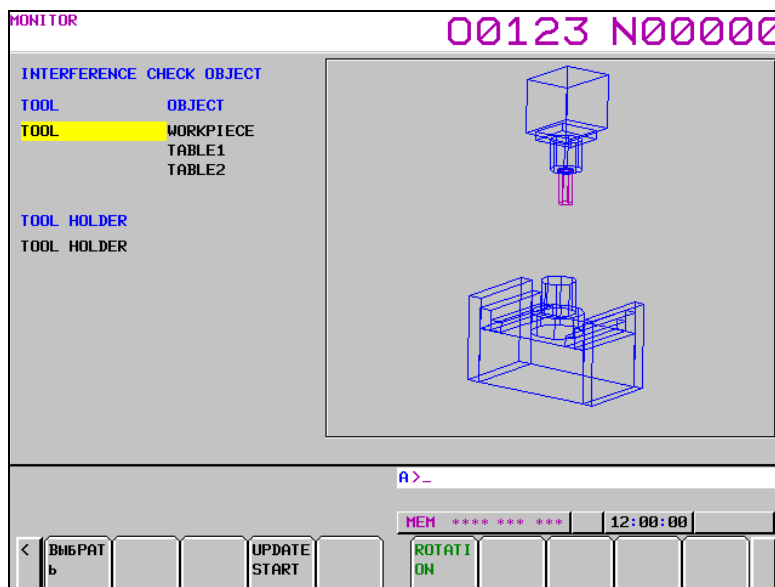 MONITOR
O0123 N00000
INTERFERENCE CHECK OBJECT
TOOL OBJECT
TOOL WORKPIECE
TABLE1
TABLE2
TOOL HOLDER
TOOL HOLDER
A>_
MEM **** *** ***
12:00:00
< ВЫБРАТ
Ь
UPDATE
START
ROTATI
ON